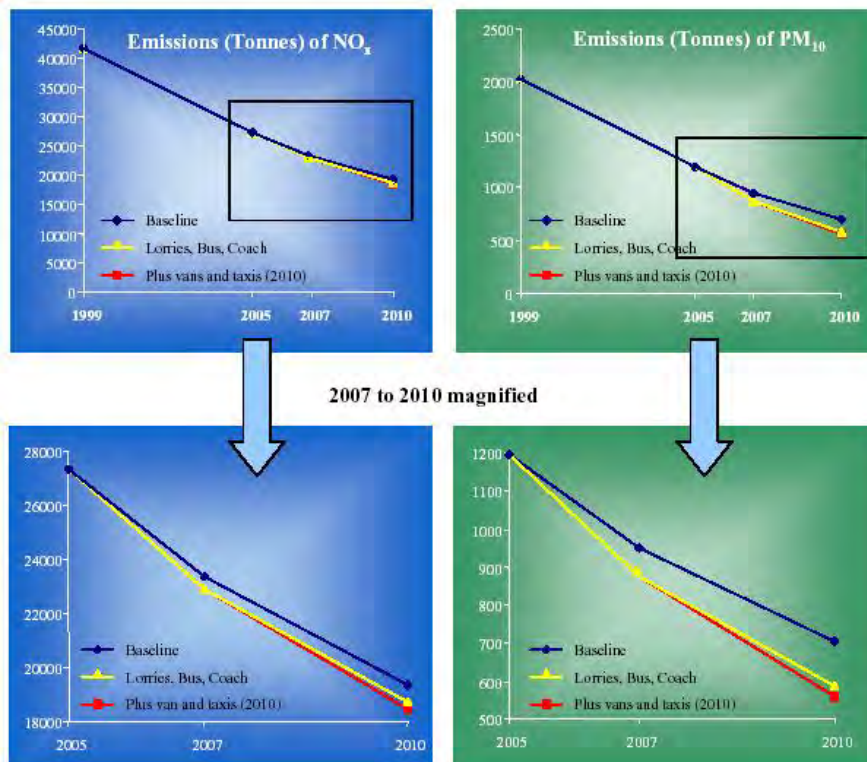 Emissions (Tonnes) of NOx
45000
40000
35000
30000
25000
20000
15000
10000
5000
0
Baseline
Lorries, Bus, Coach
Plus vans and taxis (2010)
1999 2005 2007 2010
Emissions (Tonnes) of PM10
2500
2000
1500
1000
500
0
Baseline
Lorries, Bus, Coach
Plus vans and taxis (2010)
1999 2005 2007 2010
2007 to 2010 magnified
28000
26000
24000
22000
20000
18000
Baseline
Lorries, Bus, Coach
Plus van and taxis (2010)
2005 2007 2010
1200
1100
1000
900
800
700
600
500
Baseline
Lorries, Bus, Coach
Plus van and taxis (2010)
2005 2007 2010